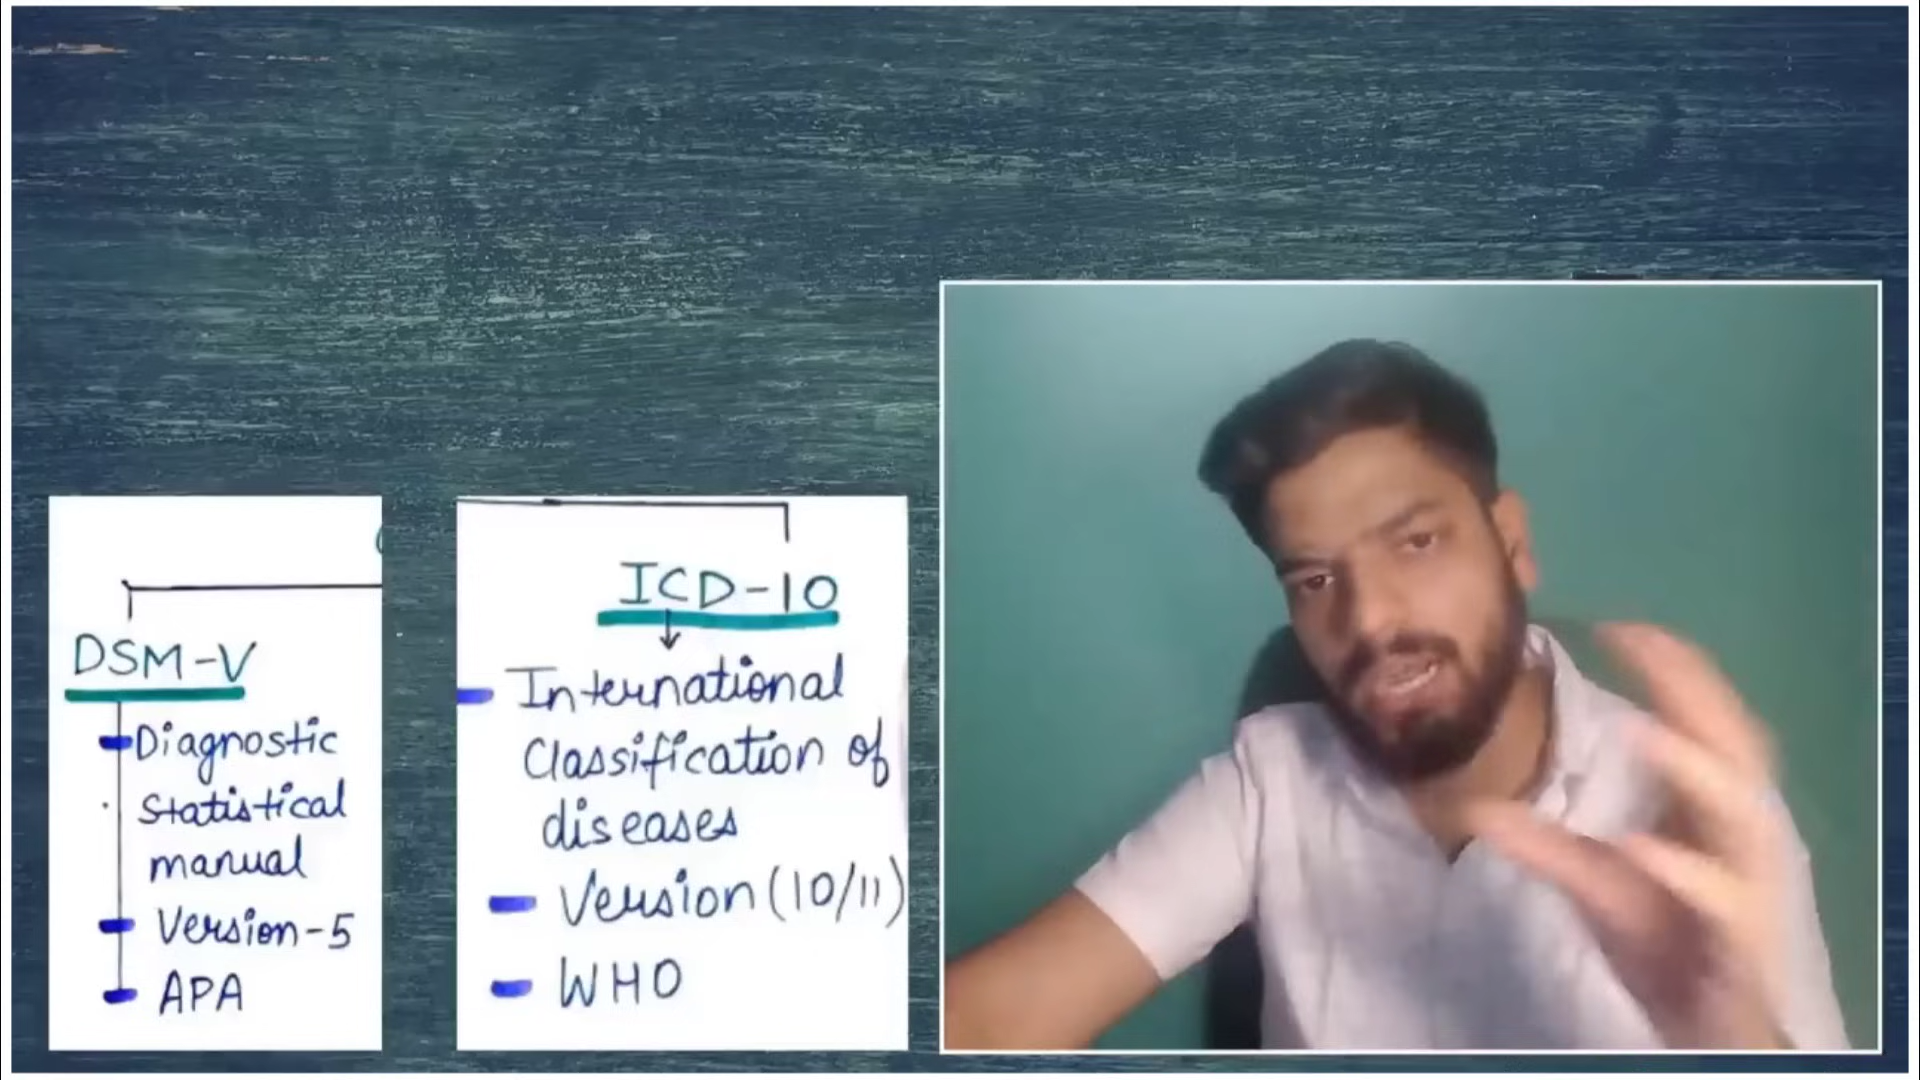 DSM-V
Diagnostic
Statistical
manual
Version-5
APA
ICD-10
International
Classification of
diseases
Version (10/11)
WHO